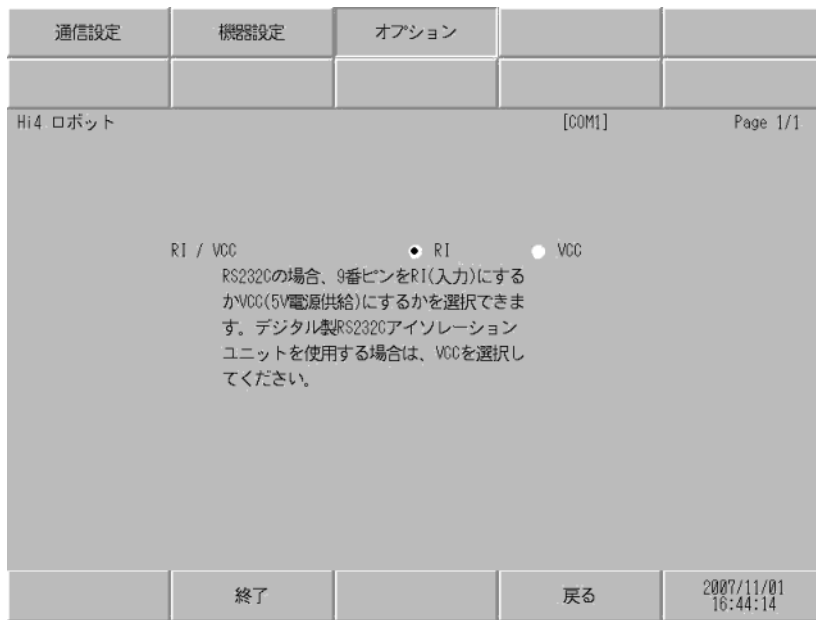 通信設定 機器設定 オプション
Hi4 ロボット [COM1] Page 1/1
RI / VCC RI VCC
RS232Cの場合、9番ピンをRI(入力)にする
かVCC(5V電源供給)にするかを選択できま
す。デジタル製RS232Cアイソレーション
ユニットを使用する場合は、VCCを選択し
てください。
終了 戻る 2007/11/01
16:44:14